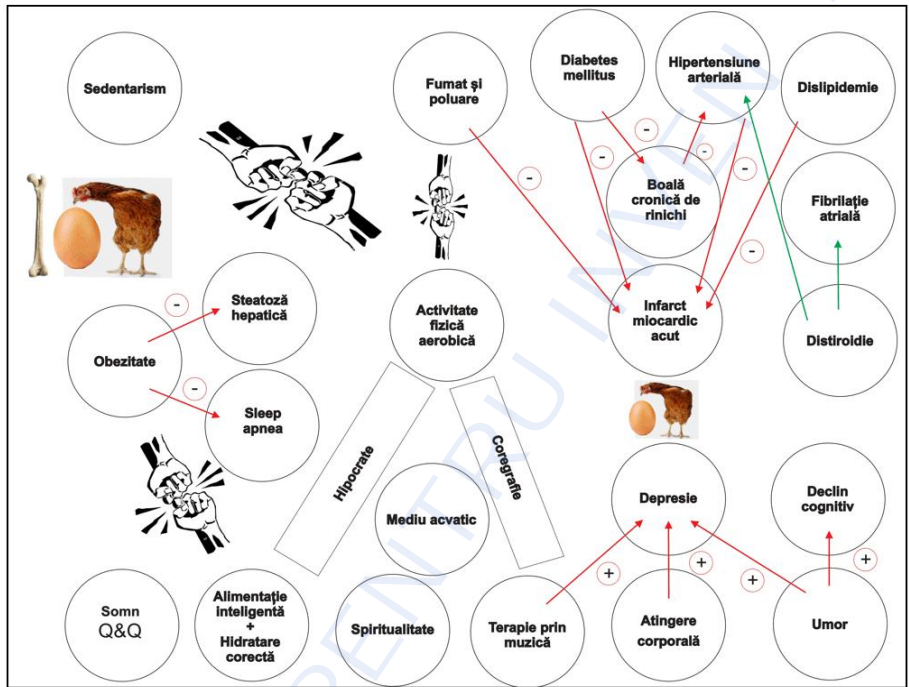 Sedentarism
Fumat și
poluare
Diabetes
mellitus
Hipertensiune
arterială
Dislipidemie
-
-
-
-
-
-
Boală
cronică de
rinichi
Fibrilație
atrială
Steatoză
hepatică
-
Obezitate
-
Sleep
apnea
Activitate
fizică
aerobică
Infarct
miocardic
acut
Distiroidie
Hipocrate
Coregrafie
Mediu acvatic
Depresie
Declin
cognitiv
+
+
+
+
Somn
Q&Q
Alimentație
inteligentă
+
Hidratare
corectă
Spiritualitate
Terapie prin
muzică
Atingere
corporală
Umor
PENTRU INVEN